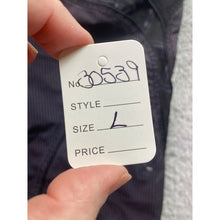 No 30539
STYLE
SIZE L
PRICE